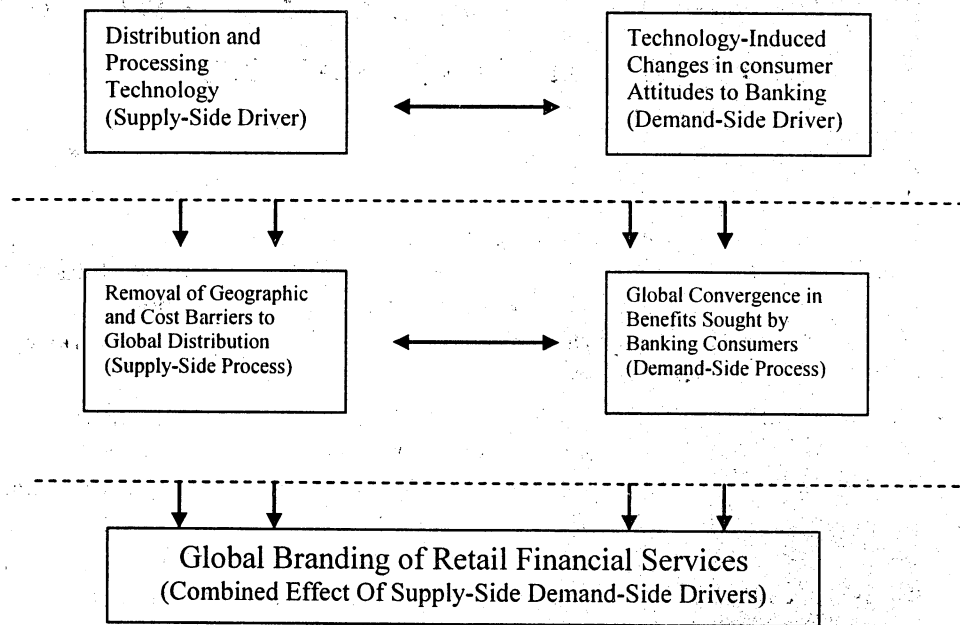 Distribution and
Processing
Technology
(Supply-Side Driver)
Technology-Induced
Changes in consumer
Attitudes to Banking
(Demand-Side Driver)
Removal of Geographic
and Cost Barriers to
Global Distribution
(Supply-Side Process)
Global Convergence in
Benefits Sought by
Banking Consumers
(Demand-Side Process)
Global Branding of Retail Financial Services
(Combined Effect Of Supply-Side Demand-Side Drivers)